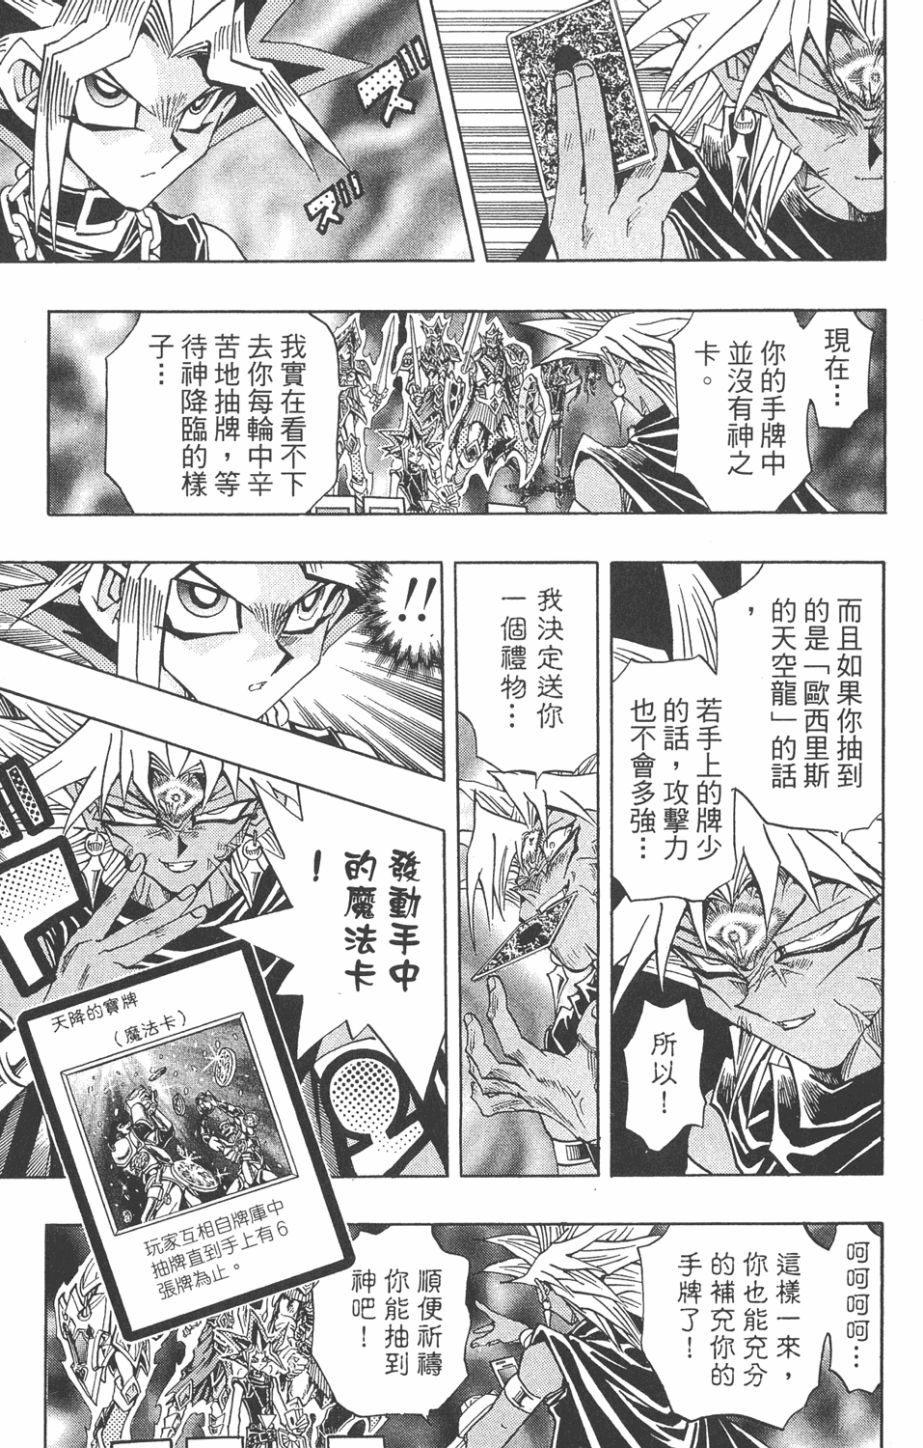 ズ!!!
ズ!!!
現在…
你的手牌中
並沒有神之
卡。
我實在看不下
去你每輪中辛
苦地抽牌，等
待神降臨的樣
子…
而且如果你抽到
的是「歐西里斯
的天空龍」的話
，
若手上的牌少
的話，攻擊力
也不會多強…
所以！
我決定送你
一個禮物…
!!
發動手中
的魔法卡
！
天降的寶牌
（魔法卡）
玩家互相自牌庫中
抽牌直到手上有6
張牌為止。
呵呵呵呵…
這樣一來，
你也能充分
的補充你的
手牌了！
順便祈禱
你能抽到
神吧！